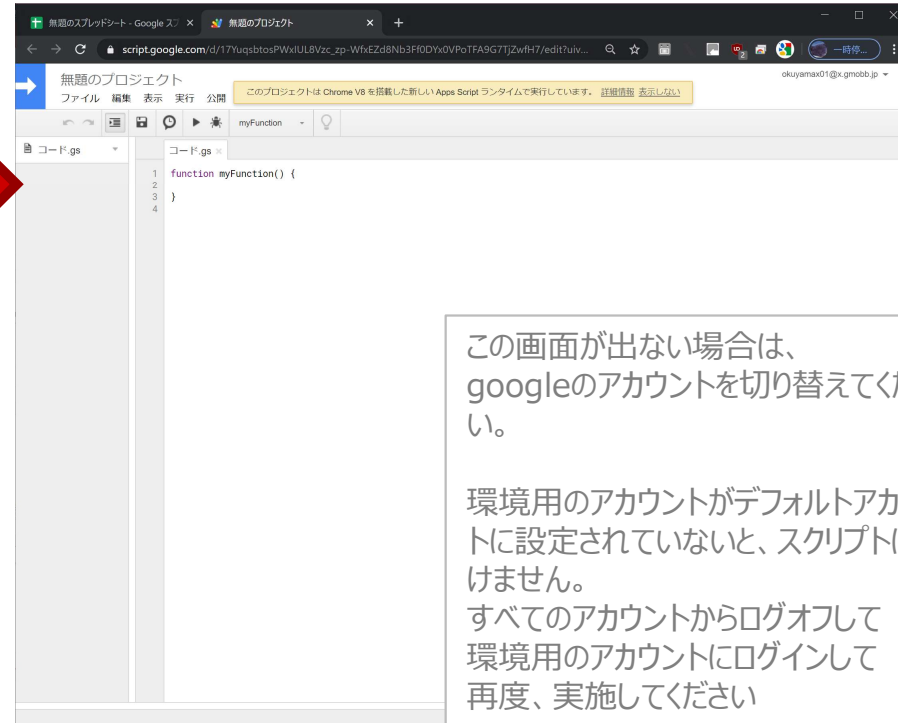 無題のスプレッドシート - Google スプ
無題のプロジェクト
script.google.com/d/17YuqsbtosPWxIUL8Vzc_zp-WfxEZd8Nb3Ff0DYx0VPoTFA9G7TjZwfH7/edit?uiv...
一時停...
無題のプロジェクト
okuyamax01@x.gmobb.jp
ファイル 編集 表示 実行 公開
このプロジェクトは Chrome V8 を搭載した新しい Apps Script ランタイムで実行しています。 詳細情報 表示しない
myFunction
コード.gs
コード.gs
1 function myFunction() {
2
3 }
4
この画面が出ない場合は、
googleのアカウントを切り替えてくだ
い。
環境用のアカウントがデフォルトアカ
トに設定されていないと、スクリプトに
けません。
すべてのアカウントからログオフして
環境用のアカウントにログインして
再度、実施してください